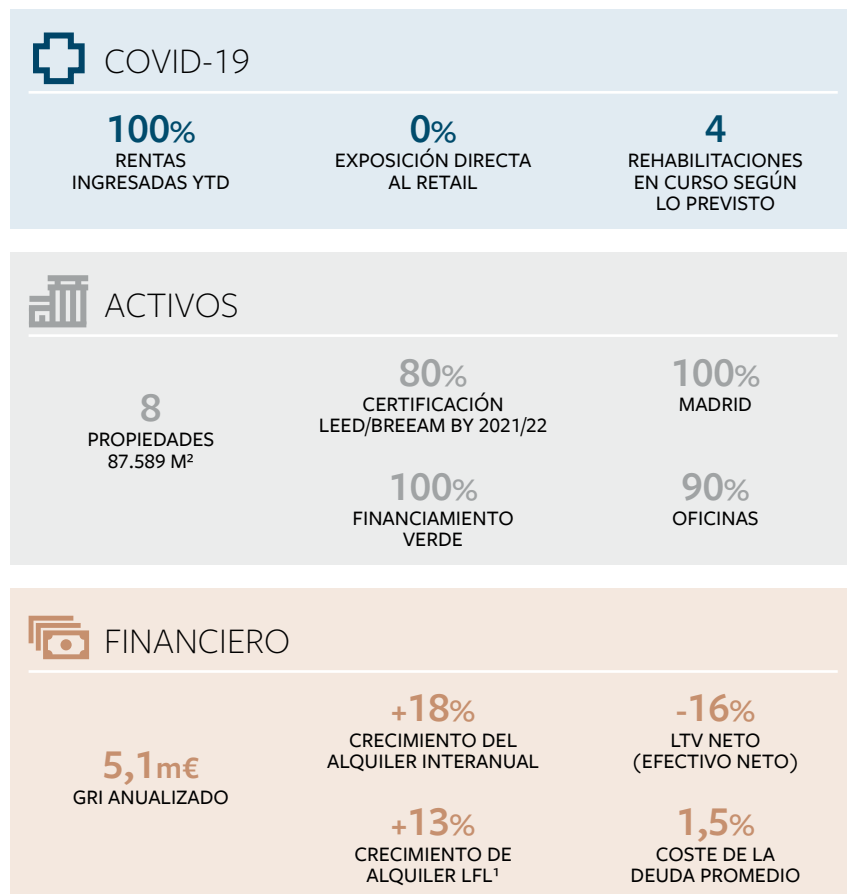 COVID-19
100%
RENTAS
INGRESADAS YTD
0%
EXPOSICIÓN DIRECTA
AL RETAIL
4
REHABILITACIONES
EN CURSO SEGÚN
LO PREVISTO
ACTIVOS
8
PROPIEDADES
87.589 M²
80%
CERTIFICACIÓN
LEED/BREEAM BY 2021/22
100%
MADRID
100%
FINANCIAMIENTO
VERDE
90%
OFICINAS
FINANCIERO
5,1m€
GRI ANUALIZADO
+18%
CRECIMIENTO DEL
ALQUILER INTERANUAL
-16%
LTV NETO
(EFECTIVO NETO)
+13%
CRECIMIENTO DE
ALQUILER LFL¹
1,5%
COSTE DE LA
DEUDA PROMEDIO